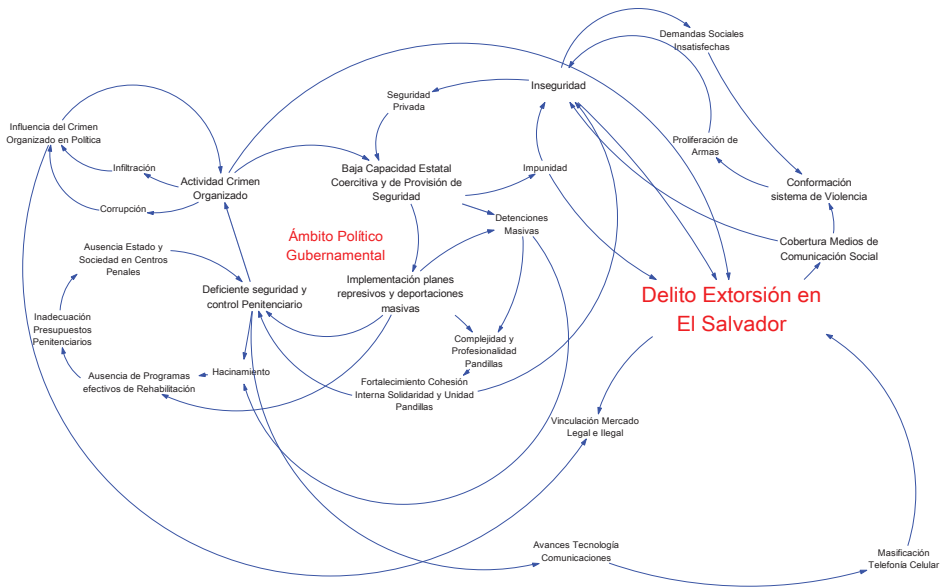 Demandas Sociales
Insatisfechas
Inseguridad
Seguridad
Privada
Influencia del Crimen
Organizado en Política
Proliferación de
Armas
Infiltración
Actividad Crimen
Organizado
Baja Capacidad Estatal
Coercitiva y de Provisión de
Seguridad
Impunidad
Conformación
sistema de Violencia
Corrupción
Detenciones
Masivas
Ámbito Político
Gubernamental
Ausencia Estado y
Sociedad en Centros
Penales
Cobertura Medios de
Comunicación Social
Deficiente seguridad y
control Penitenciario
Implementación planes
represivos y deportaciones
masivas
Delito Extorsión en
El Salvador
Inadecuación
Presupuestos
Penitenciarios
Complejidad y
Profesionalidad
Pandillas
Ausencia de Programas
efectivos de Rehabilitación
Hacinamiento
Fortalecimiento Cohesión
Interna Solidaridad y Unidad
Pandillas
Vinculación Mercado
Legal e Ilegal
Avances Tecnología
Comunicaciones
Masificación
Telefonía Celular